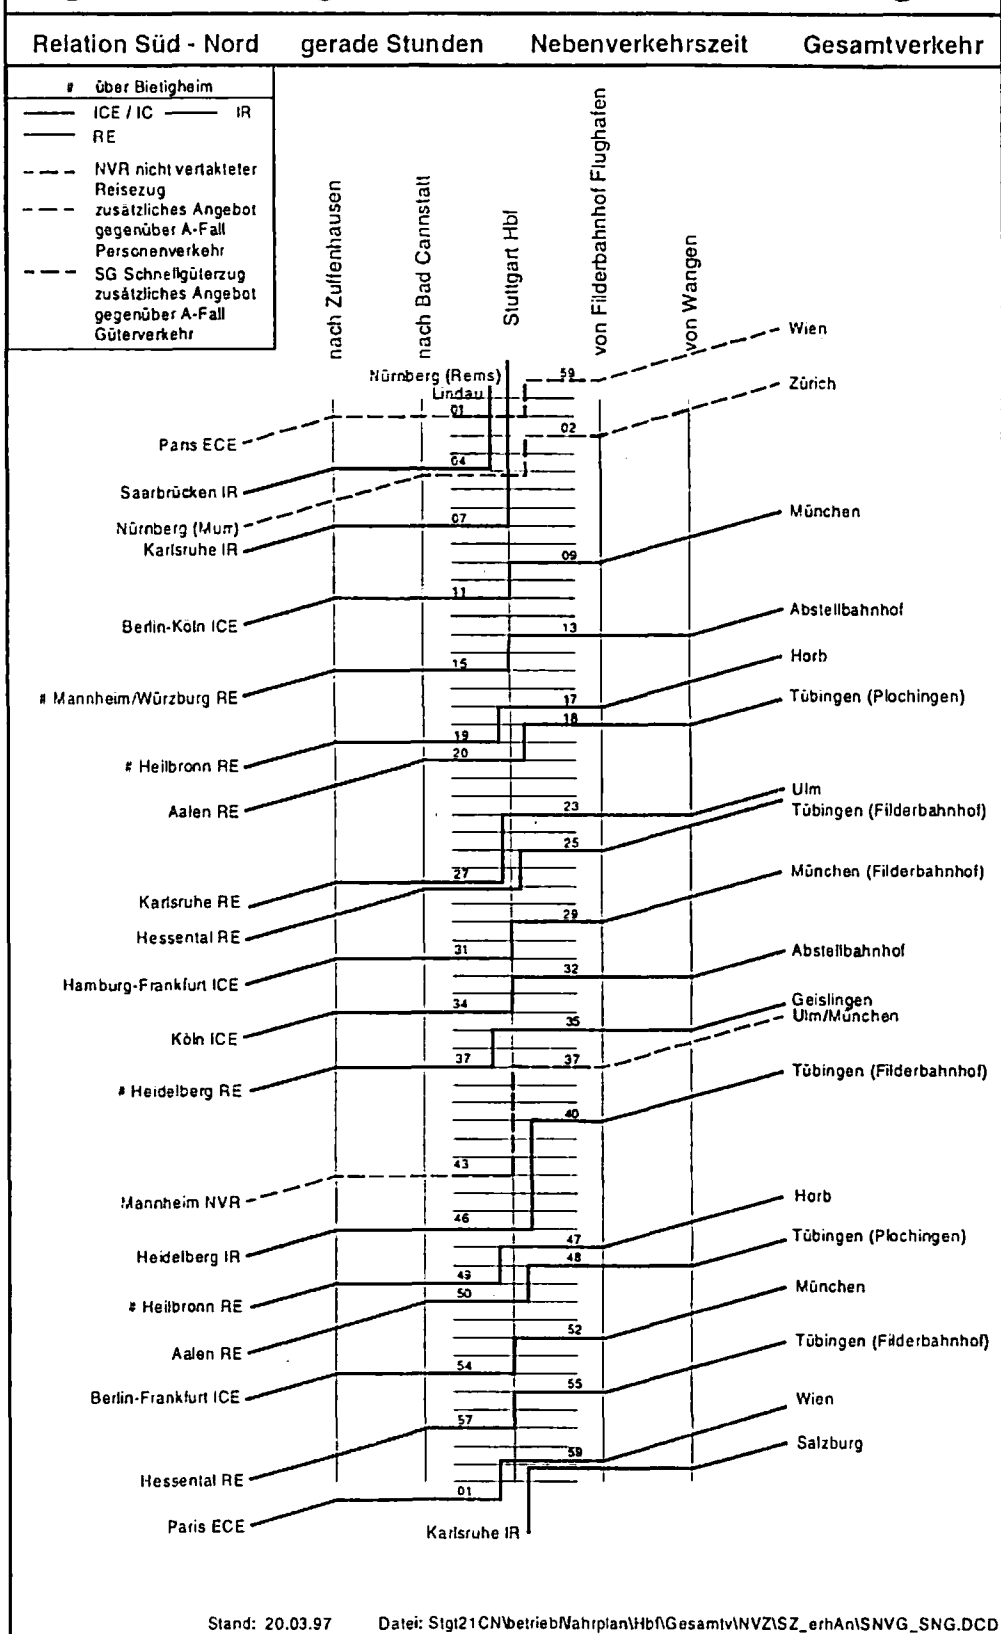 Relation Süd - Nord gerade Stunden Nebenverkehrszeit Gesamtverkehr
# über Bietigheim
ICE / IC IR
RE
NVR nicht vertakteter
Reisezug
zusätzliches Angebot
gegenüber A-Fall
Personenverkehr
SG Schnellgüterzug
zusätzliches Angebot
gegenüber A-Fall
Güterverkehr
nach Zuffenhausen
nach Bad Cannstatt
Stuttgart Hbf
von Filderbahnhof Flughafen
von Wangen
Wien
Nürnberg (Rems)
59
Zürich
Lindau
01
02
Paris ECE
04
Saarbrücken IR
München
07
Nürnberg (Murr)
Karlsruhe IR
09
11
Abstellbahnhof
Berlin-Köln ICE
13
Horb
15
# Mannheim/Würzburg RE
Tübingen (Plochingen)
17
18
19
20
# Heilbronn RE
Ulm
Aalen RE
23
Tübingen (Filderbahnhof)
25
27
München (Filderbahnhof)
Karlsruhe RE
29
Hessental RE
31
Abstellbahnhof
32
Hamburg-Frankfurt ICE
34
Geislingen
Ulm/München
35
Köln ICE
37
37
Tübingen (Filderbahnhof)
# Heidelberg RE
40
43
Horb
Mannheim NVR
46
Tübingen (Plochingen)
47
Heidelberg IR
48
49
München
50
# Heilbronn RE
52
Tübingen (Filderbahnhof)
Aalen RE
54
55
Berlin-Frankfurt ICE
Wien
57
Salzburg
59
Hessental RE
01
Paris ECE
Karlsruhe IR
Stand: 20.03.97 Datei: Stgt21CN\betrieb\fahrplan\Hbf\Gesamtv\NVZ\SZ_erhAn\SNVG_SNG.DCD